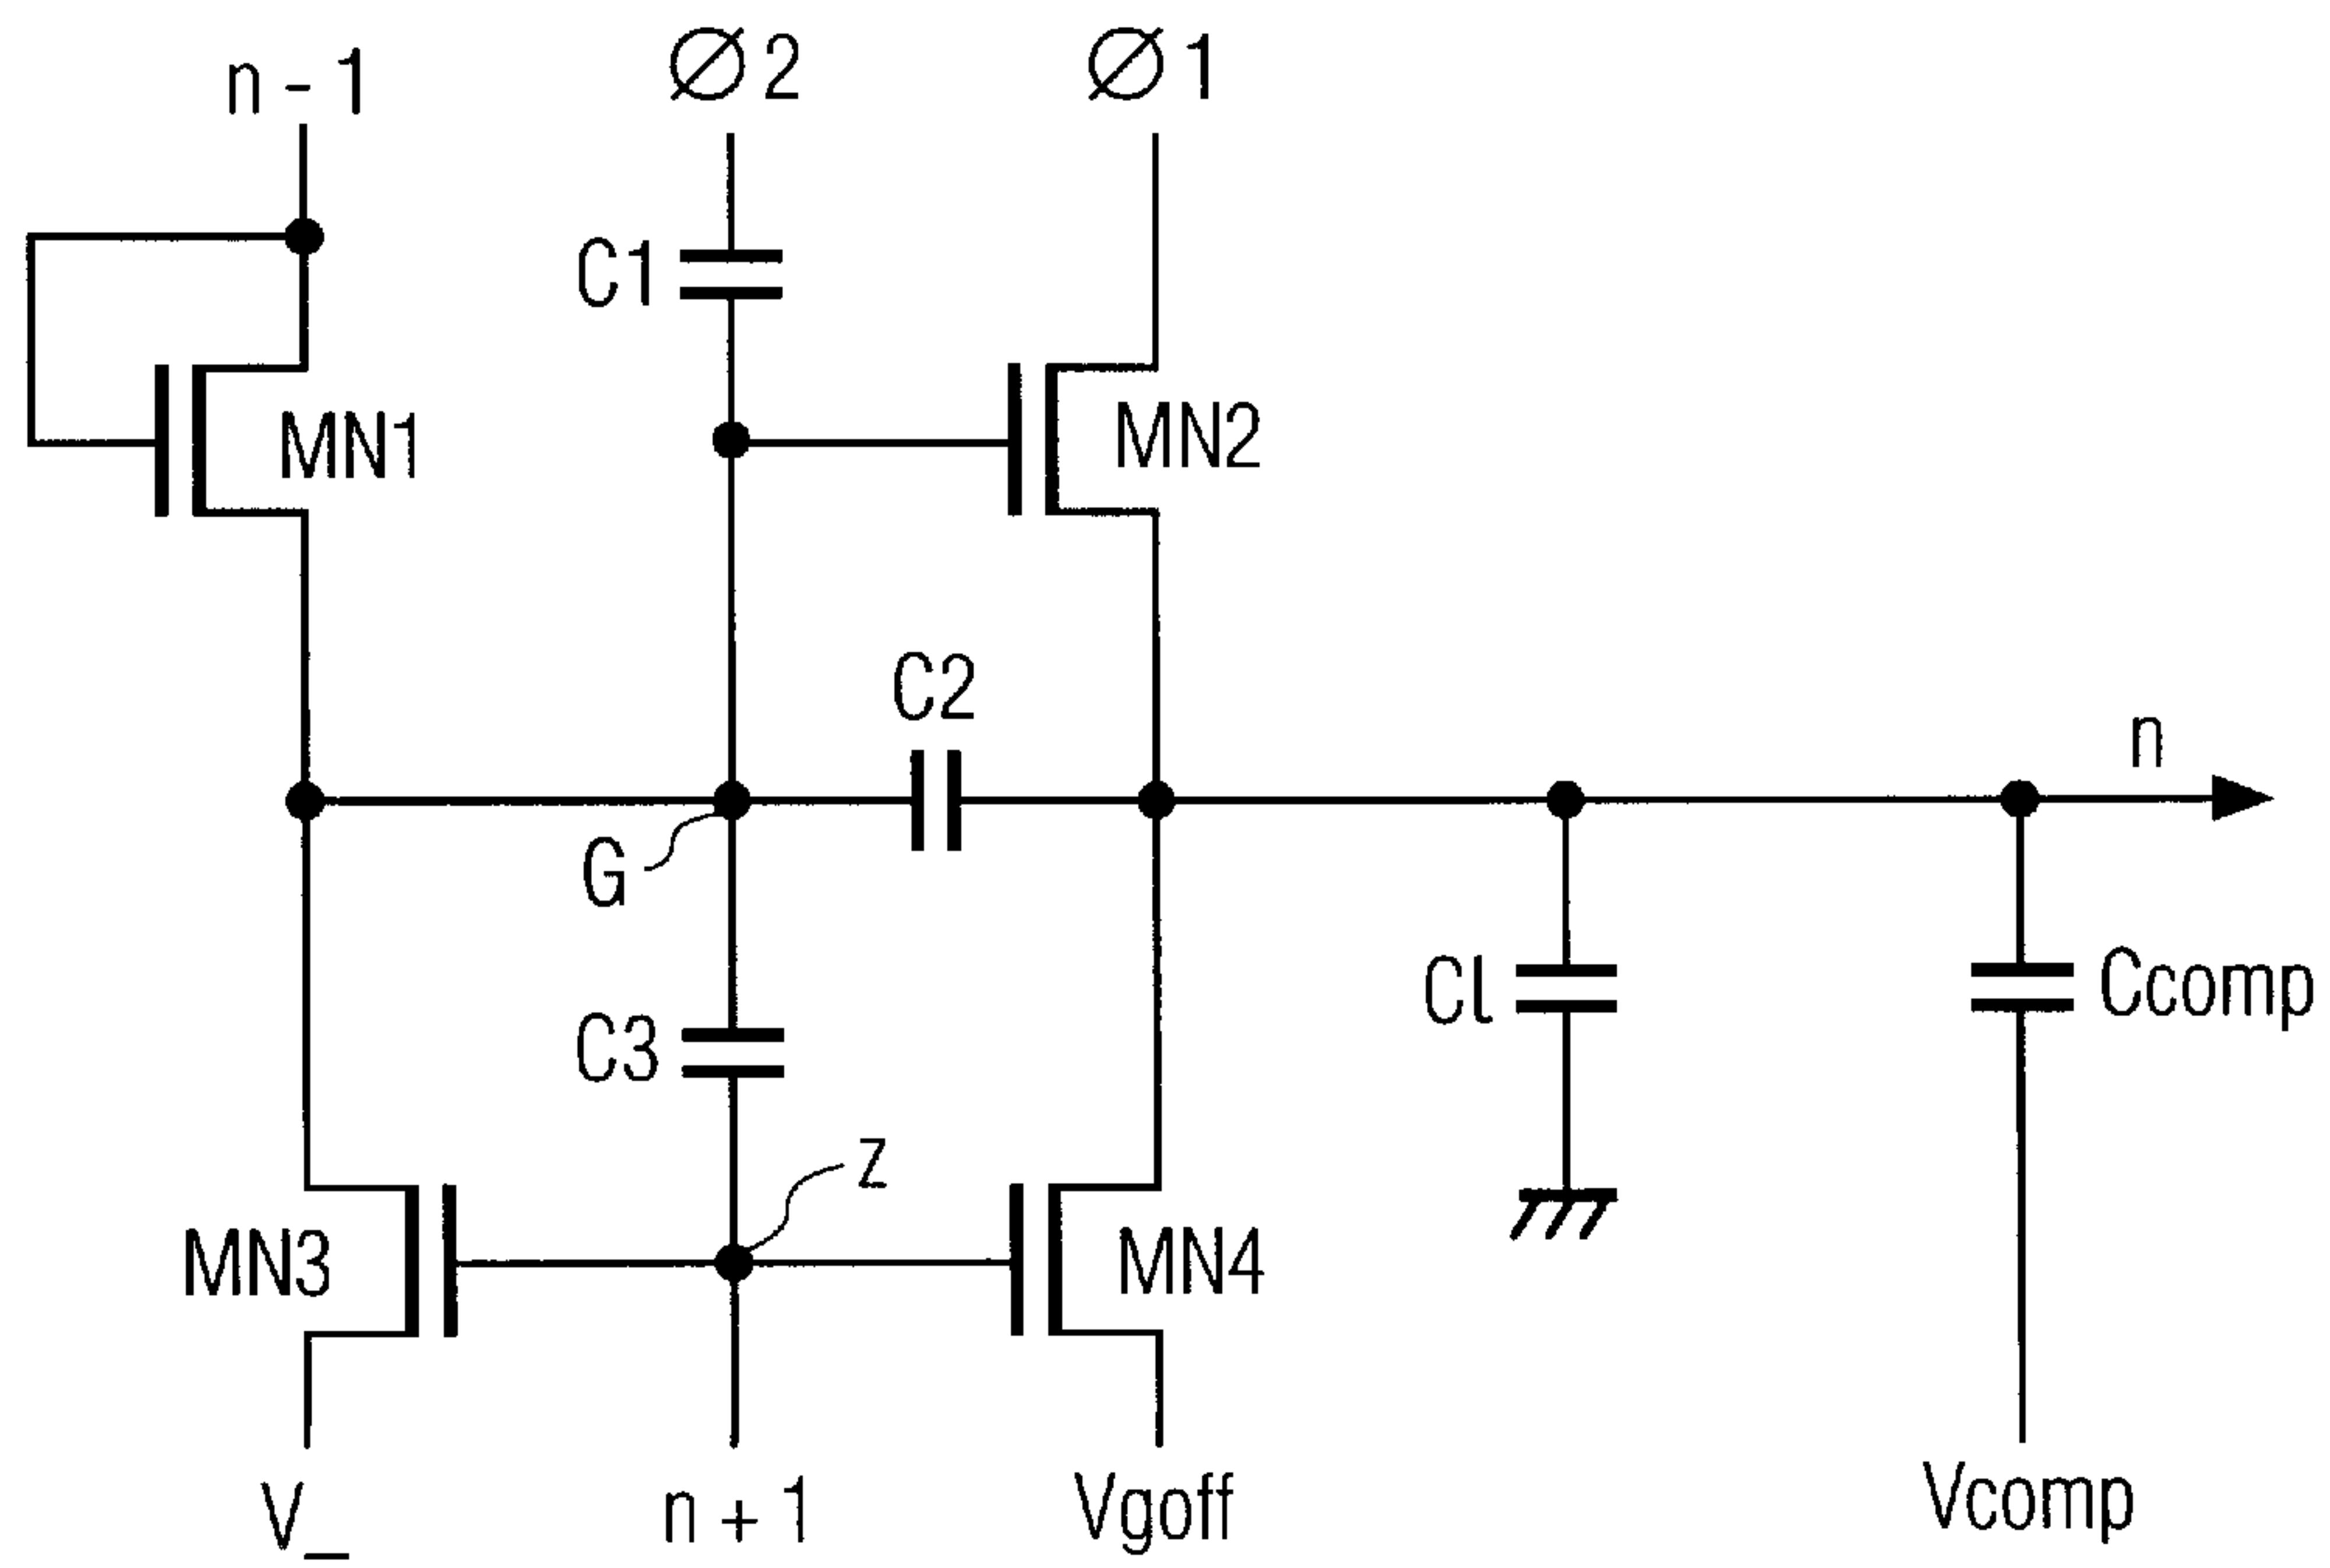 n - 1
∅2
∅1
C1
MN1
MN2
C2
n
G
Cl
Ccomp
C3
z
MN3
MN4
V_
n + 1
Vgoff
Vcomp